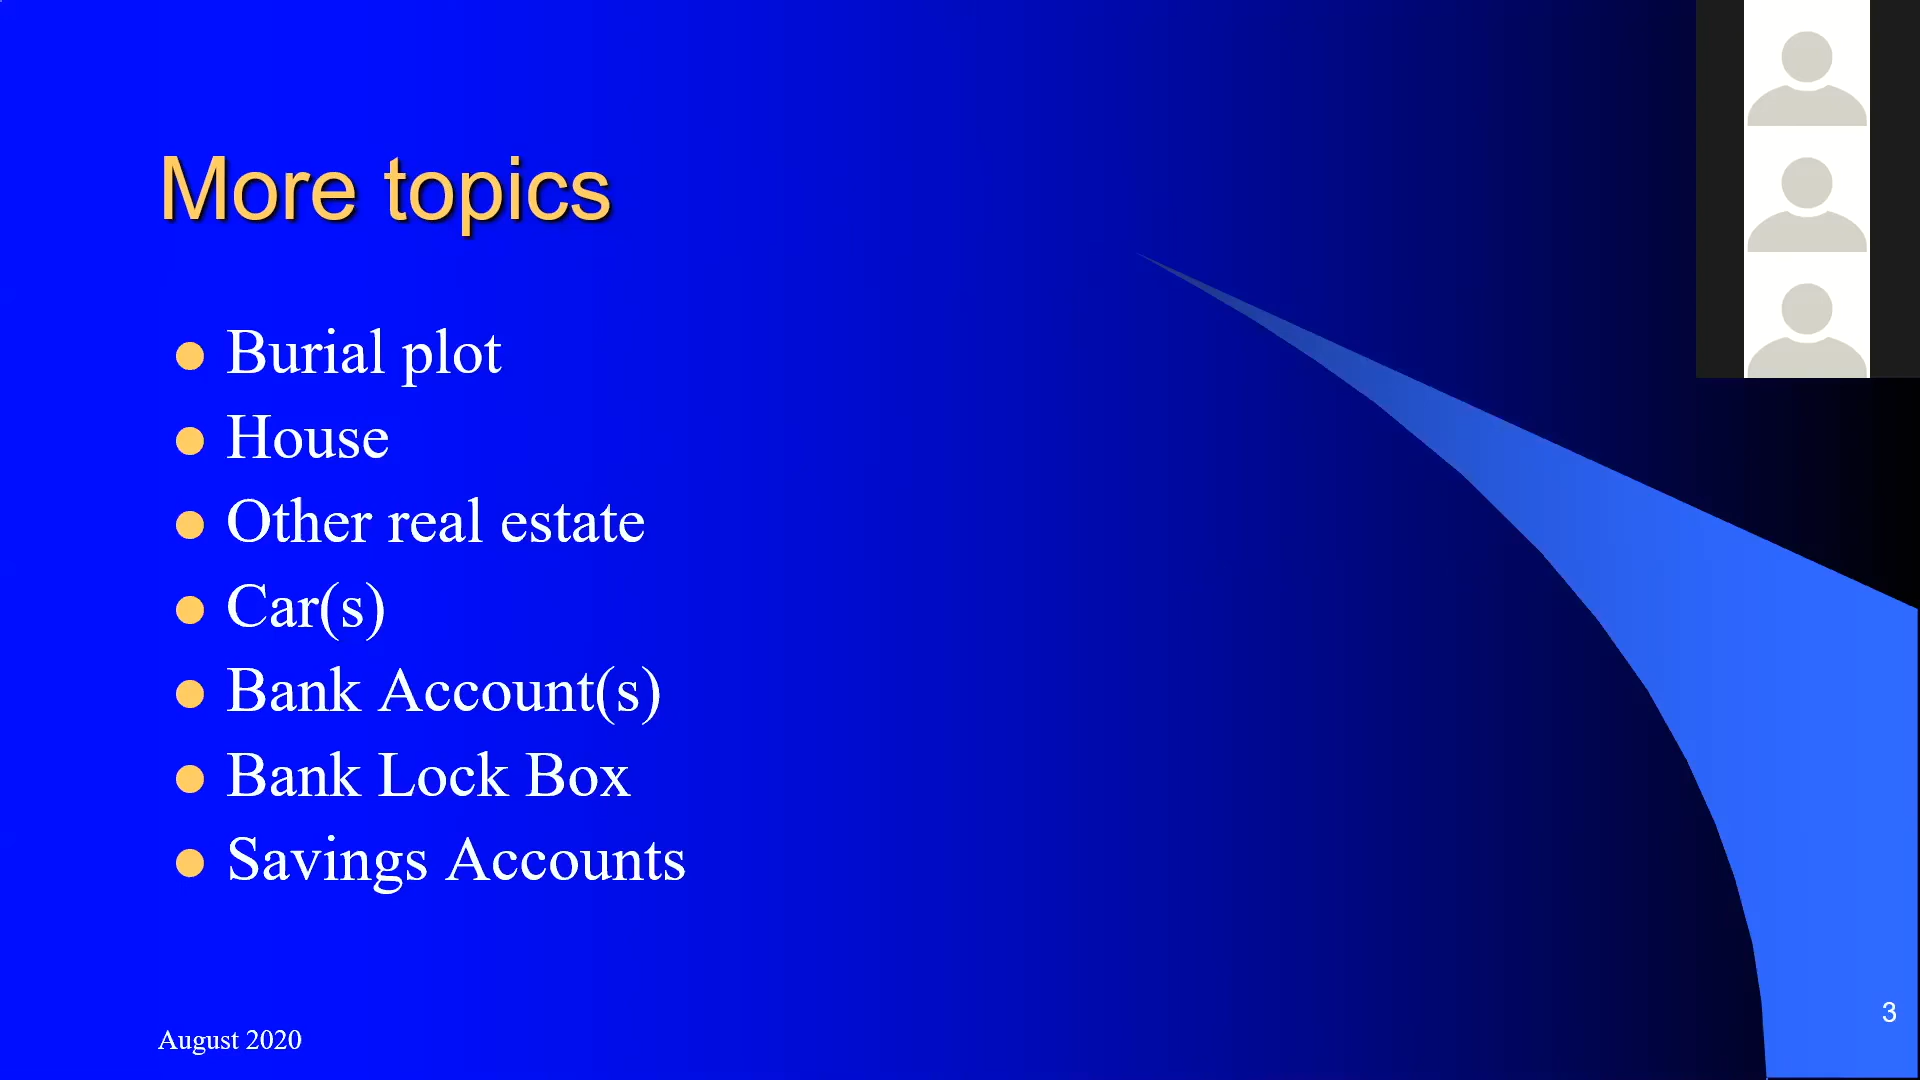 More topics
Burial plot
House
Other real estate
Car(s)
Bank Account(s)
Bank Lock Box
Savings Accounts
August 2020
3